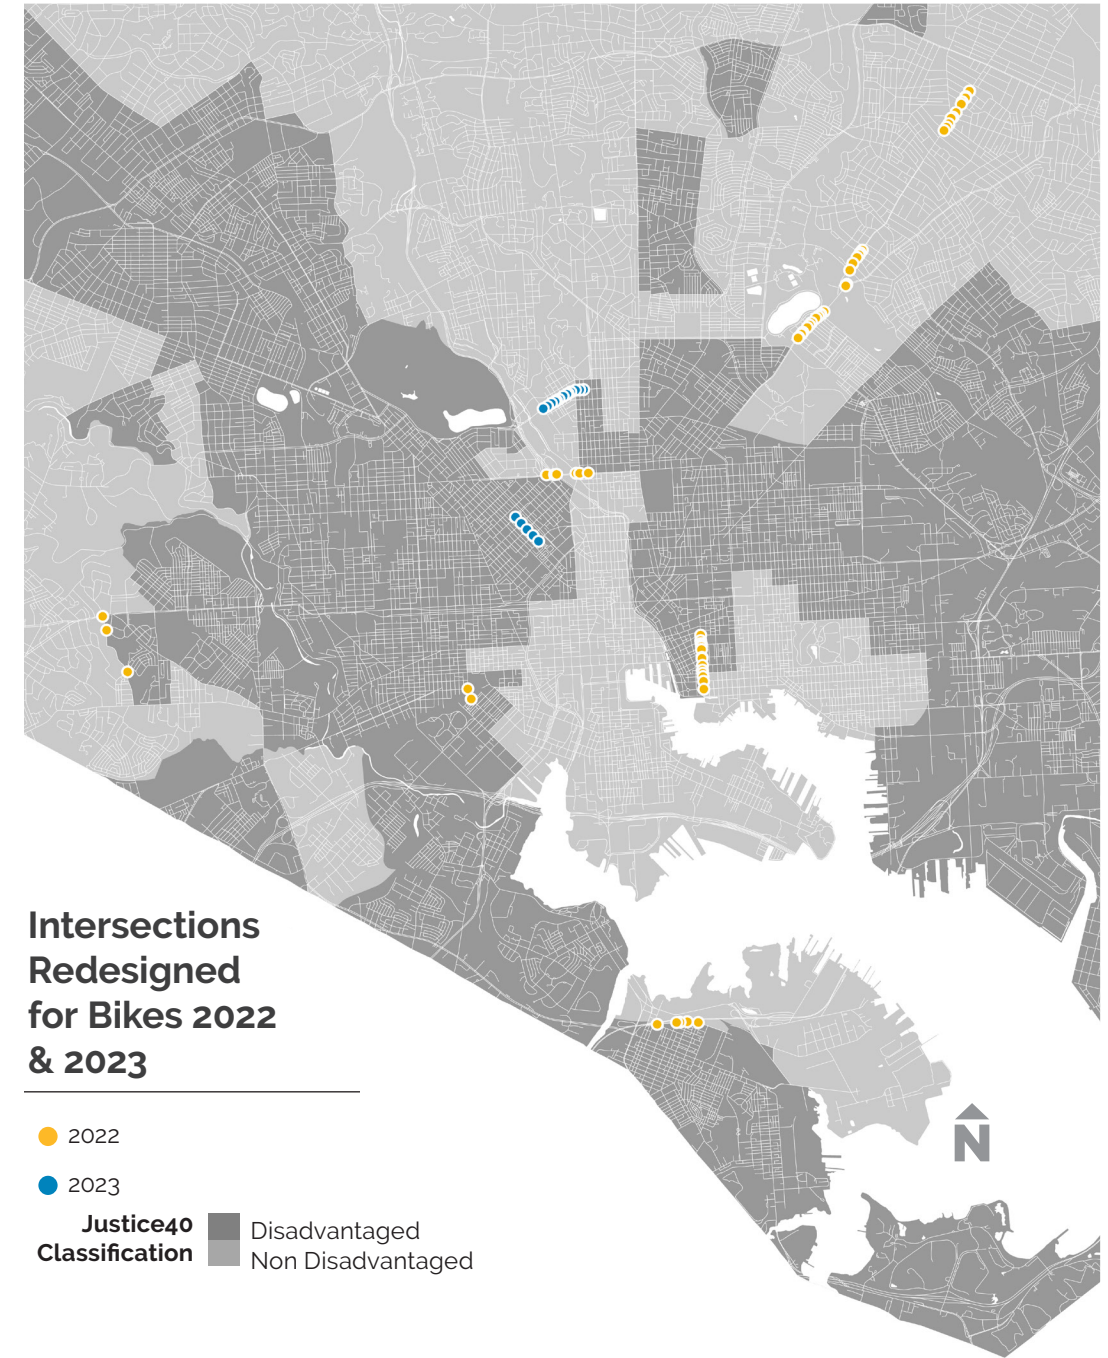 Intersections
Redesigned
for Bikes 2022
& 2023
2022
2023
Justice40
Classification
Disadvantaged
Non Disadvantaged
N